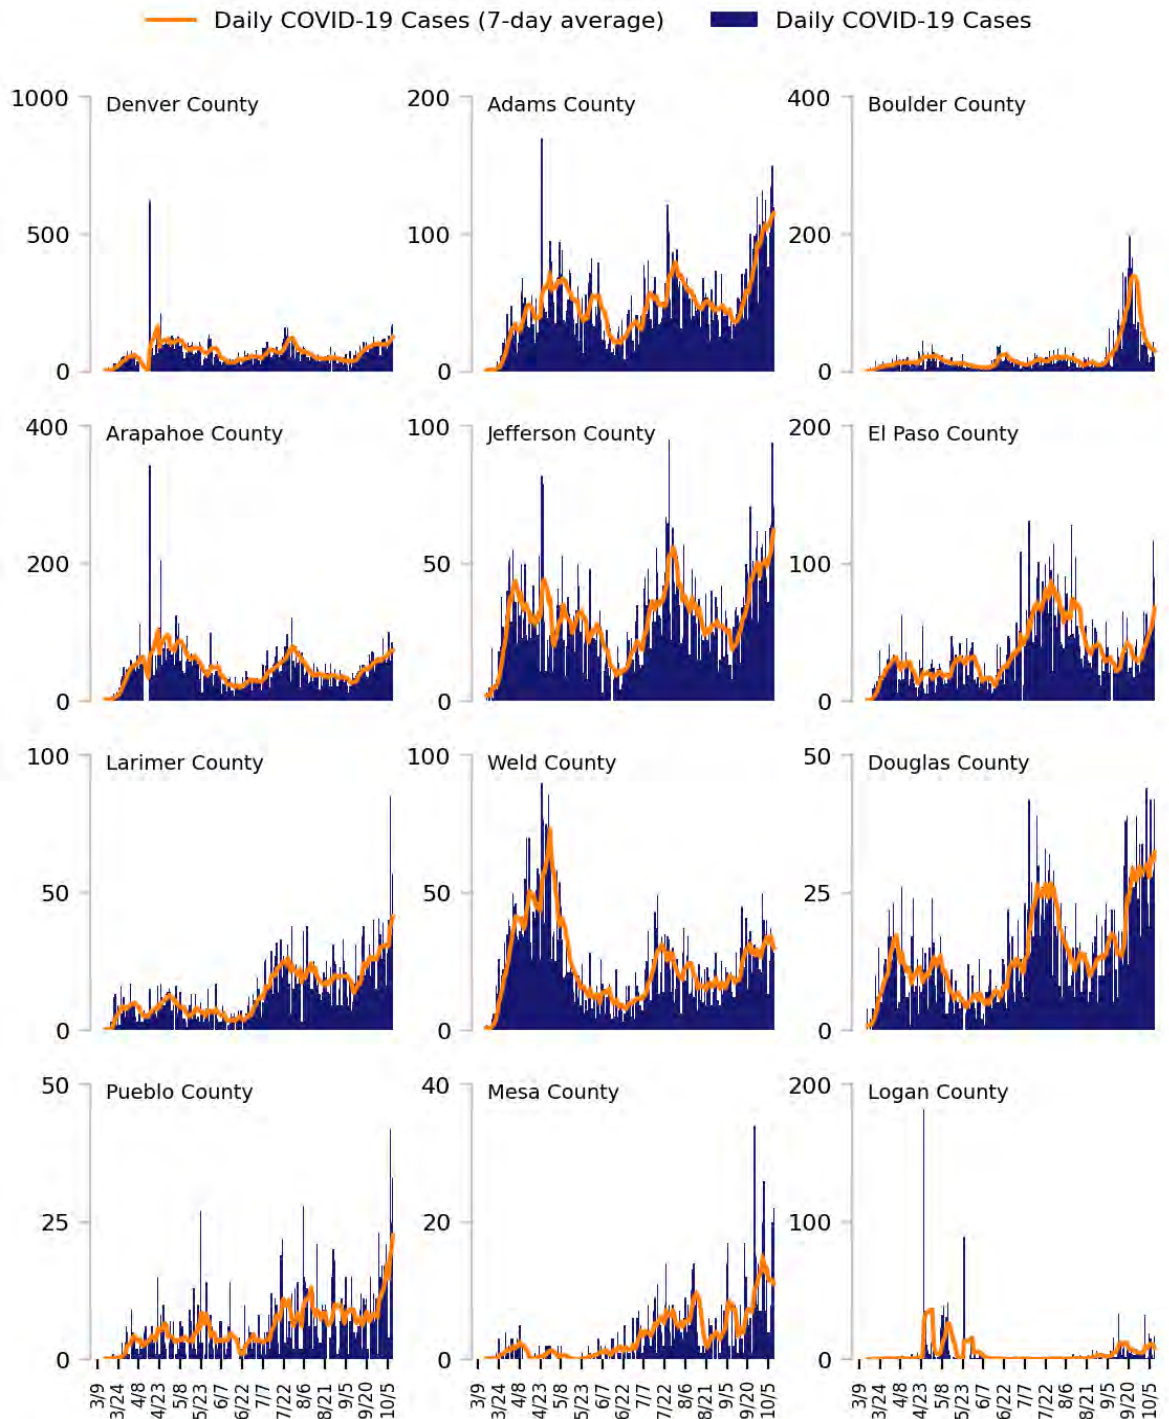 Daily COVID-19 Cases (7-day average) Daily COVID-19 Cases
Denver County Adams County Boulder County
1000 200 400
500 100 200
0 0 0
Arapahoe County Jefferson County El Paso County
400 100 200
200 50 100
0 0 0
Larimer County Weld County Douglas County
100 100 50
50 50 25
0 0 0
Pueblo County Mesa County Logan County
50 40 200
25 20 100
0 0 0
3/9 3/24 4/8 4/23 5/8 5/23 6/7 6/22 7/7 7/22 8/6 8/21 9/5 9/20 10/5 3/9 3/24 4/8 4/23 5/8 5/23 6/7 6/22 7/7 7/22 8/6 8/21 9/5 9/20 10/5 3/9 3/24 4/8 4/23 5/8 5/23 6/7 6/22 7/7 7/22 8/6 8/21 9/5 9/20 10/5